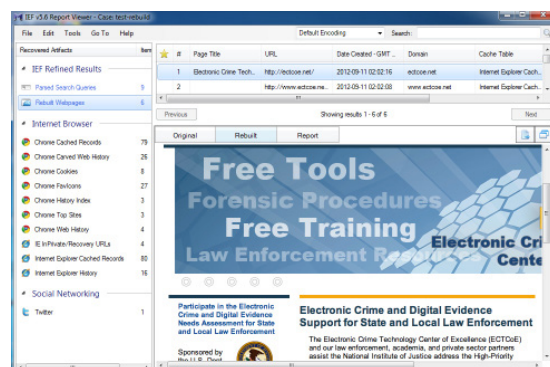 IEF v5.6 Report Viewer - Case: test-rebuild
File Edit Tools Go To Help
Default Encoding
Search:
Recovered Artifacts Item
IEF Refined Results
Parsed Search Queries 9
Rebuilt Webpages 6
Internet Browser
Chrome Cached Records 79
Chrome Carved Web History 26
Chrome Cookies 8
Chrome FavIcons 27
Chrome History Index 3
Chrome Top Sites 3
Chrome Web History 4
IE InPrivate/Recovery URLs 4
Internet Explorer Cached Records 80
Internet Explorer History 16
Social Networking
Twitter 1
# Page Title URL Date Created - GMT ... Domain Cache Table
1 Electronic Crime Tech.. http://ectcoe.net/ 2012-09-11 02:02:16 ectcoe.net Internet Explorer Cach..
2 http://www.ectcoe.ne.. 2012-09-11 02:02:08 www.ectcoe.net Internet Explorer Cach..
Previous
Showing results 1 - 6 of 6
Next
Original Rebuilt Report
Free Tools
Forensic Procedures
Free Training
Law Enforcement Resources
Electronic Cri
Cente
Participate in the Electronic
Crime and Digital Evidence
Needs Assessment for State
and Local Law Enforcement
Sponsored by
the U.S. Dept
Electronic Crime and Digital Evidence
Support for State and Local Law Enforcement
The Electronic Crime Technology Center of Excellence (ECTCoE)
and our law enforcement, academia, and private sector partners
assist the National Institute of Justice address the High-Priority